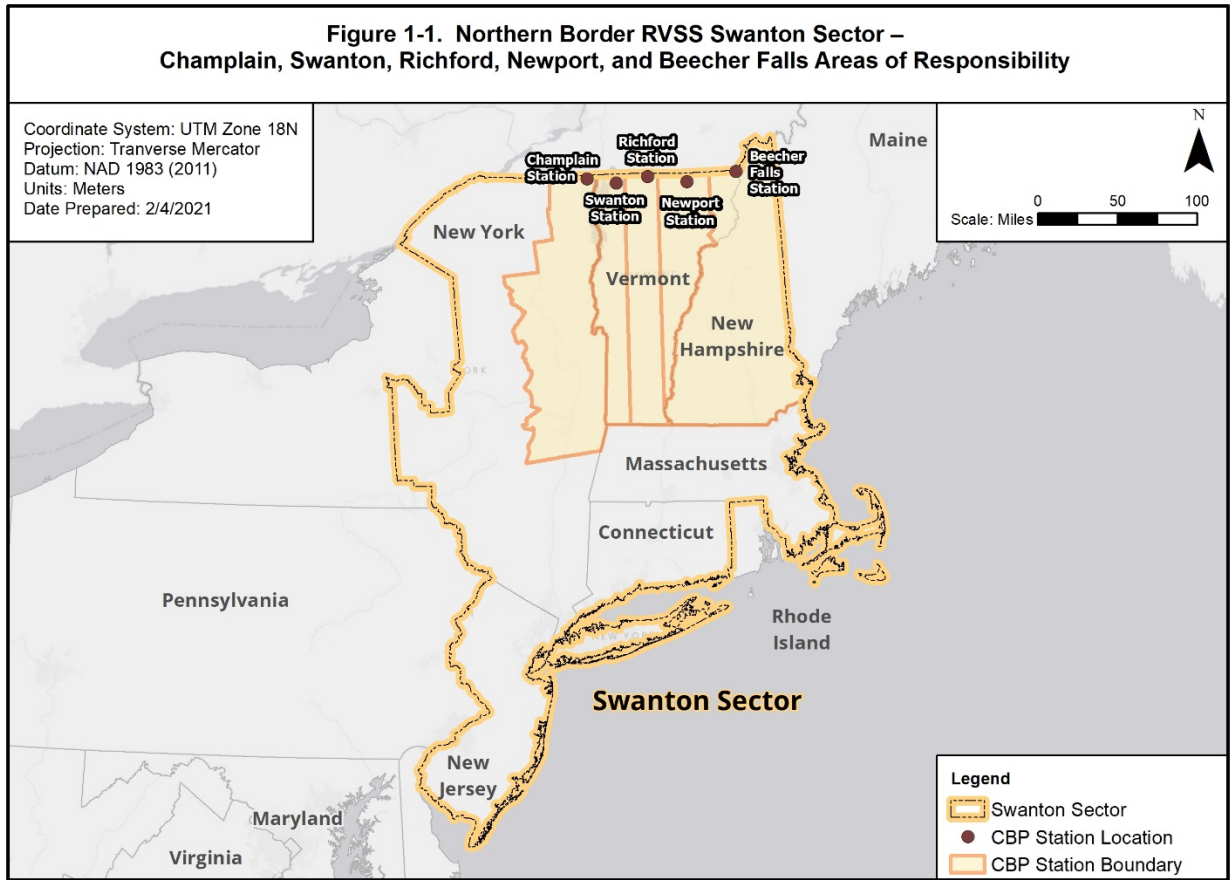 Figure 1-1. Northern Border RVSS Swanton Sector –
Champlain, Swanton, Richford, Newport, and Beecher Falls Areas of Responsibility
Coordinate System: UTM Zone 18N
Projection: Tranverse Mercator
Datum: NAD 1983 (2011)
Units: Meters
Date Prepared: 2/4/2021
N
Scale: Miles
0
50
100
Maine
Richford
Station
Champlain
Station
Beecher
Falls
Station
Swanton
Station
Newport
Station
New York
Vermont
New
Hampshire
Massachusetts
Connecticut
Pennsylvania
Rhode
Island
NEW YORK
Swanton Sector
New
Jersey
Maryland
Virginia
Legend
Swanton Sector
CBP Station Location
CBP Station Boundary